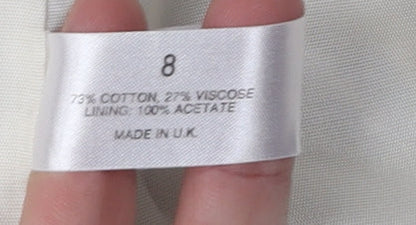 8
73% COTTON, 27% VISCOSE
LINING: 100% ACETATE
MADE IN U.K.